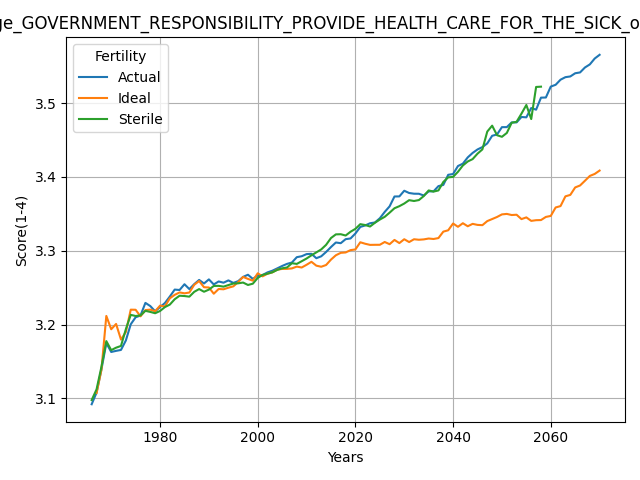 ge_GOVERNMENT_RESPONSIBILITY_PROVIDE_HEALTH_CARE_FOR_THE_SICK_o
Fertility
Actual
Ideal
Sterile
3.5
3.4
3.3
3.2
3.1
Score(1-4)
1980 2000 2020 2040 2060
Years